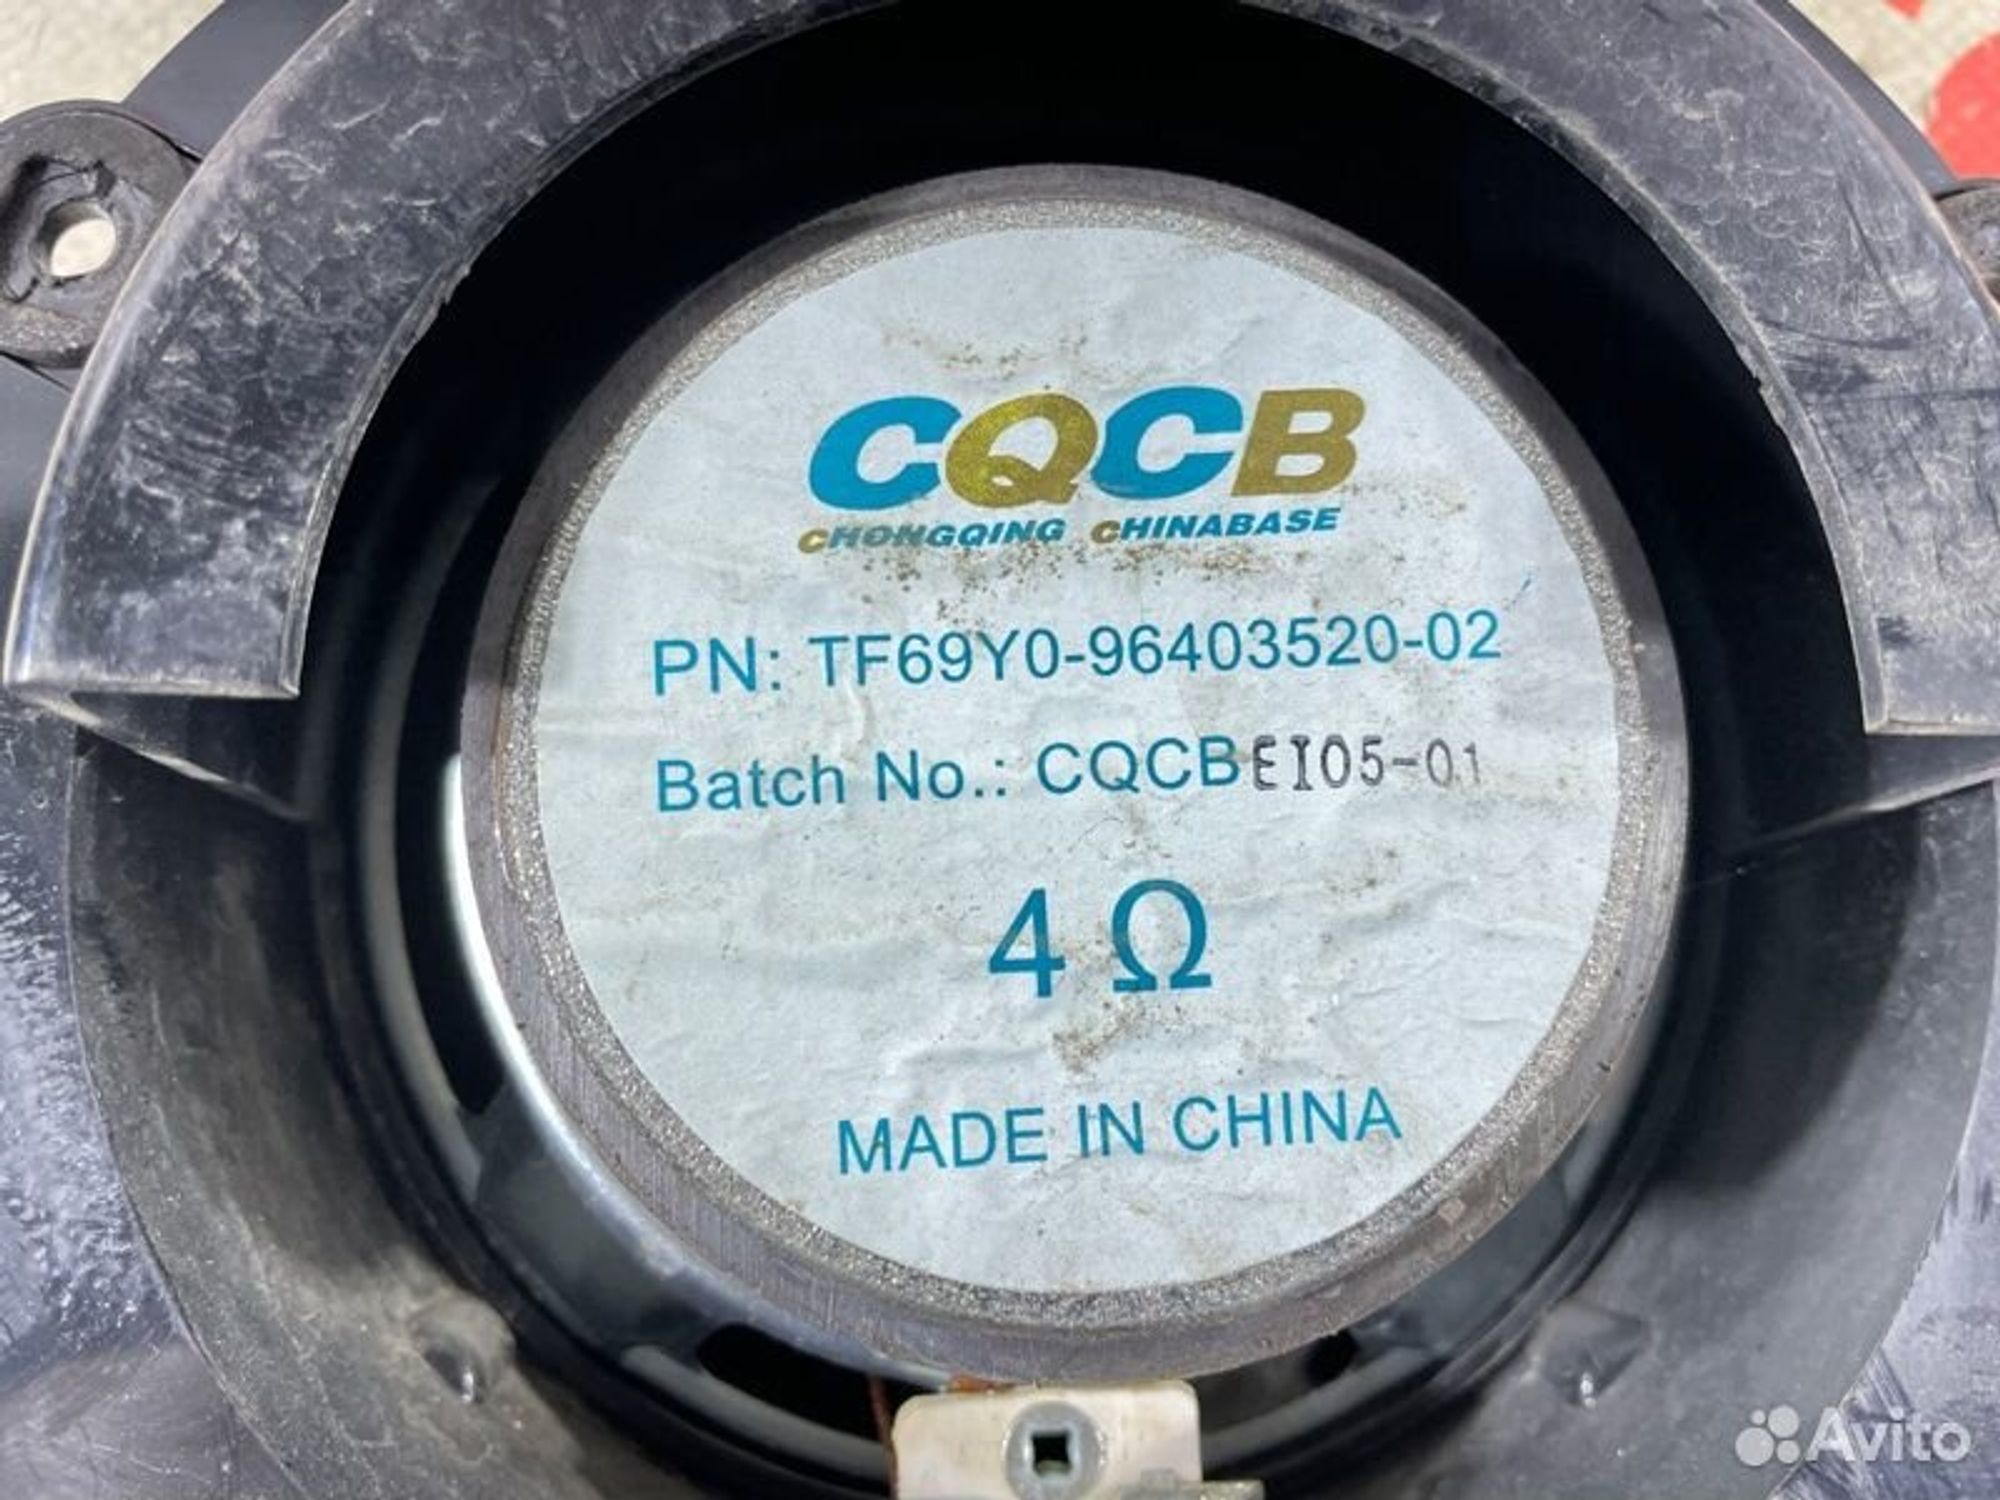 CQCB
CHONGQING CHINABASE
PN: TF69Y0-96403520-02
Batch No.: CQCBEI05-01
4 Ω
MADE IN CHINA
Avito